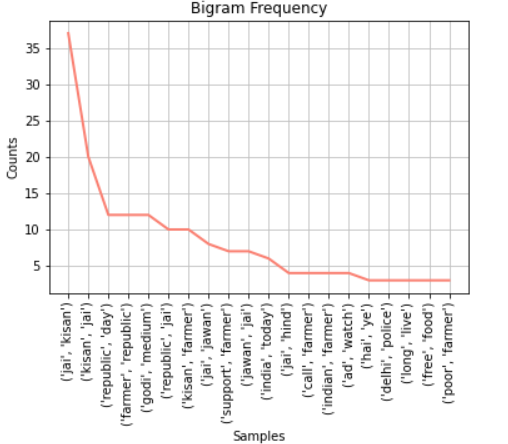 Bigram Frequency
35
30
25
20
15
10
5
Counts
('jai', 'kisan')
('kisan', 'jai')
('republic', 'day')
('farmer', 'republic')
('godi', 'medium')
('republic', 'jai')
('kisan', 'farmer')
('jai', 'jawan')
('support', 'farmer')
('jawan', 'jai')
('india', 'today')
('jai', 'hind')
('call', 'farmer')
('indian', 'farmer')
('ad', 'watch')
('hai', 'ye')
('delhi', 'police')
('long', 'live')
('free', 'food')
('poor', 'farmer')
Samples